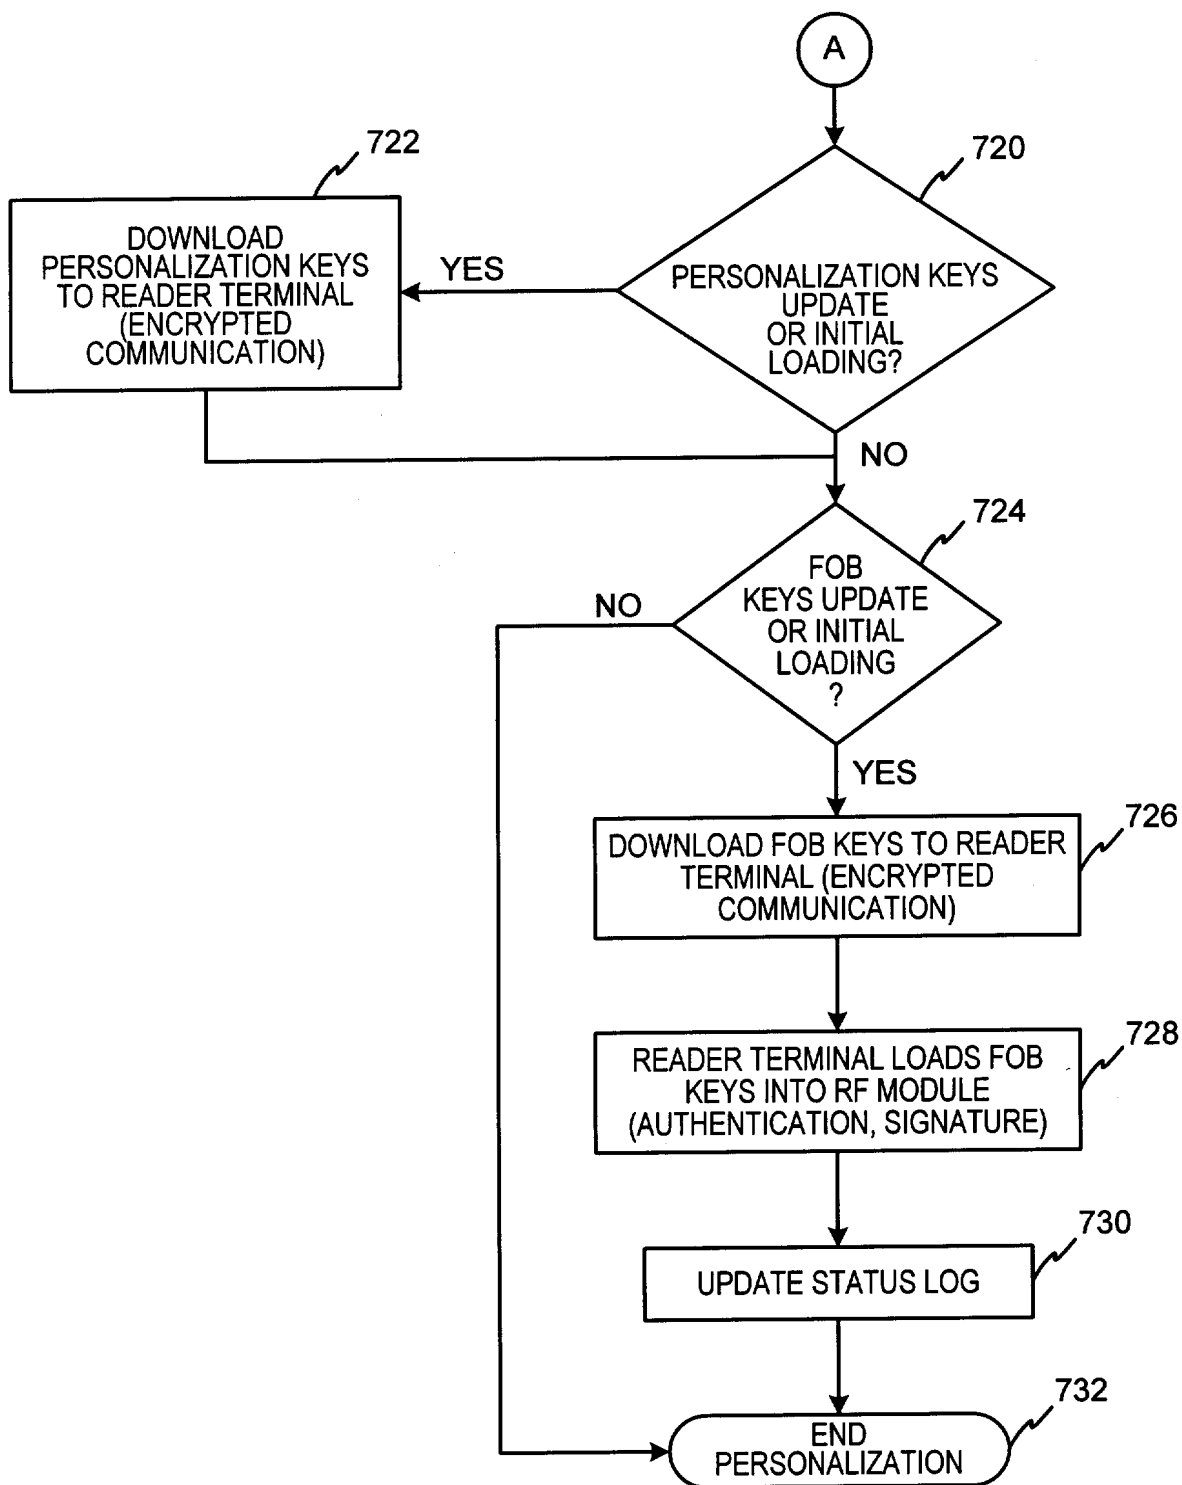 A
722
720
DOWNLOAD
PERSONALIZATION KEYS
TO READER TERMINAL
(ENCRYPTED
COMMUNICATION)
YES
PERSONALIZATION KEYS
UPDATE
OR INITIAL
LOADING?
NO
724
NO
FOB
KEYS UPDATE
OR INITIAL
LOADING
?
YES
726
DOWNLOAD FOB KEYS TO READER
TERMINAL (ENCRYPTED
COMMUNICATION)
728
READER TERMINAL LOADS FOB
KEYS INTO RF MODULE
(AUTHENTICATION, SIGNATURE)
730
UPDATE STATUS LOG
732
END
PERSONALIZATION